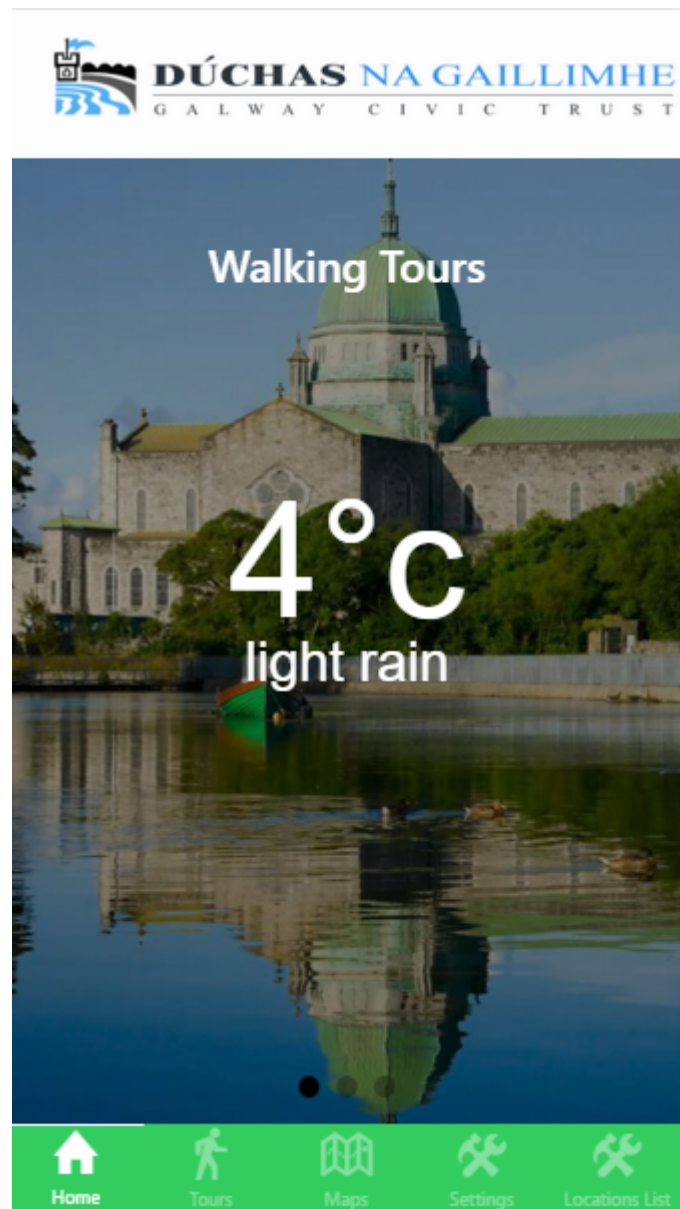 DÚCHAS NA GAILLIMHE
GALWAY CIVIC TRUST
Walking Tours
4°c
light rain
Home Tours Maps Settings Locations List